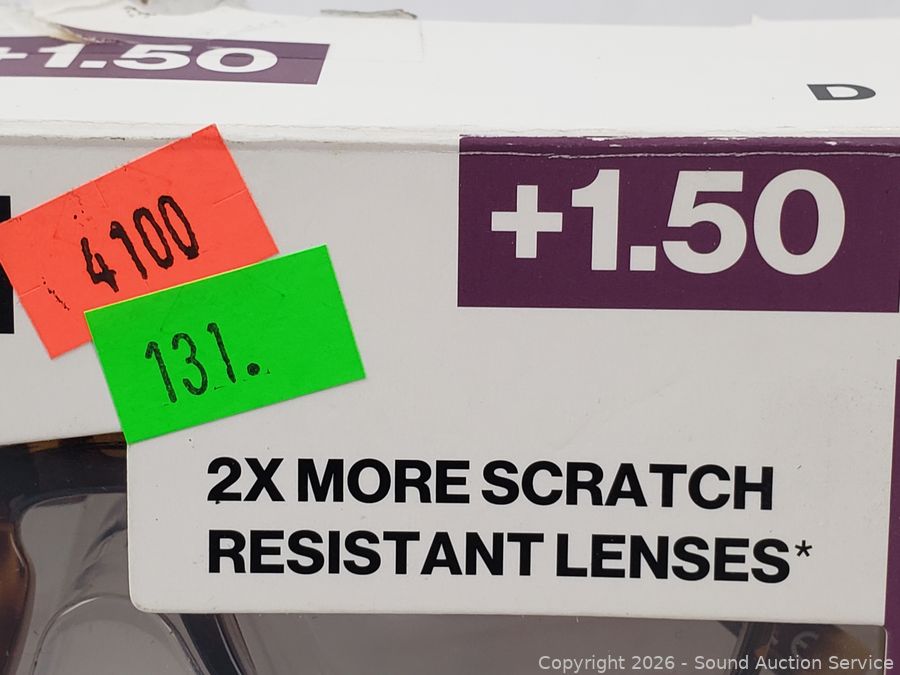 +1.50
D
+1.50
4100
131.
2X MORE SCRATCH
RESISTANT LENSES*
Copyright 2026 - Sound Auction Service